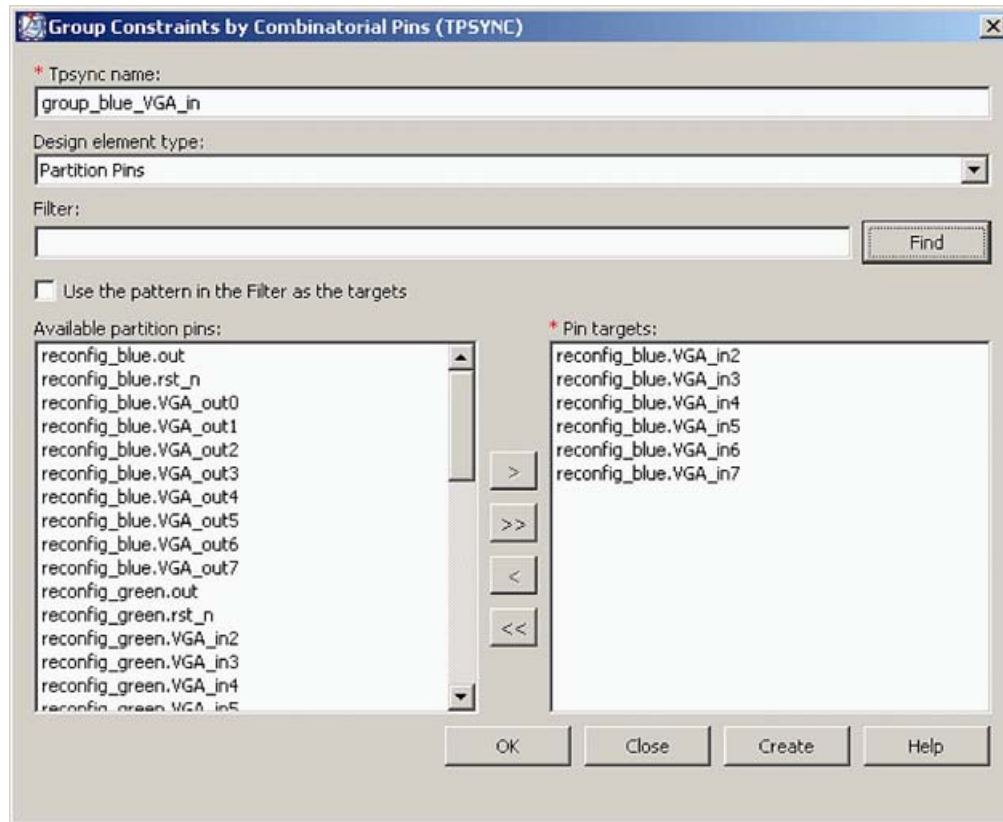 Group Constraints by Combinatorial Pins (TPSYNC)
* Tpsync name:
group_blue_VGA_in
Design element type:
Partition Pins
Filter:
Find
Use the pattern in the Filter as the targets
Available partition pins:
reconfig_blue.out
reconfig_blue.rst_n
reconfig_blue.VGA_out0
reconfig_blue.VGA_out1
reconfig_blue.VGA_out2
reconfig_blue.VGA_out3
reconfig_blue.VGA_out4
reconfig_blue.VGA_out5
reconfig_blue.VGA_out6
reconfig_blue.VGA_out7
reconfig_green.out
reconfig_green.rst_n
reconfig_green.VGA_in2
reconfig_green.VGA_in3
reconfig_green.VGA_in4
reconfig_green.VGA_in5
>
>>
<
<<
* Pin targets:
reconfig_blue.VGA_in2
reconfig_blue.VGA_in3
reconfig_blue.VGA_in4
reconfig_blue.VGA_in5
reconfig_blue.VGA_in6
reconfig_blue.VGA_in7
OK
Close
Create
Help